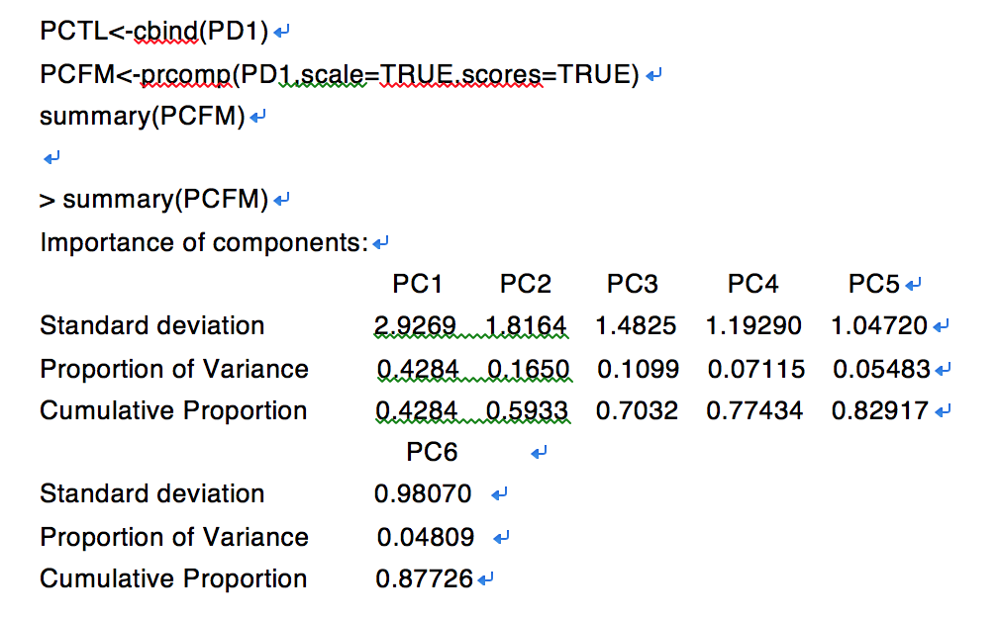 PCTL<-cbind(PD1)
PCFM<-prcomp(PD1,scale=TRUE,scores=TRUE)
summary(PCFM)
> summary(PCFM)
Importance of components:
PC1 PC2 PC3 PC4 PC5
Standard deviation 2.9269 1.8164 1.4825 1.19290 1.04720
Proportion of Variance 0.4284 0.1650 0.1099 0.07115 0.05483
Cumulative Proportion 0.4284 0.5933 0.7032 0.77434 0.82917
PC6
Standard deviation 0.98070
Proportion of Variance 0.04809
Cumulative Proportion 0.87726